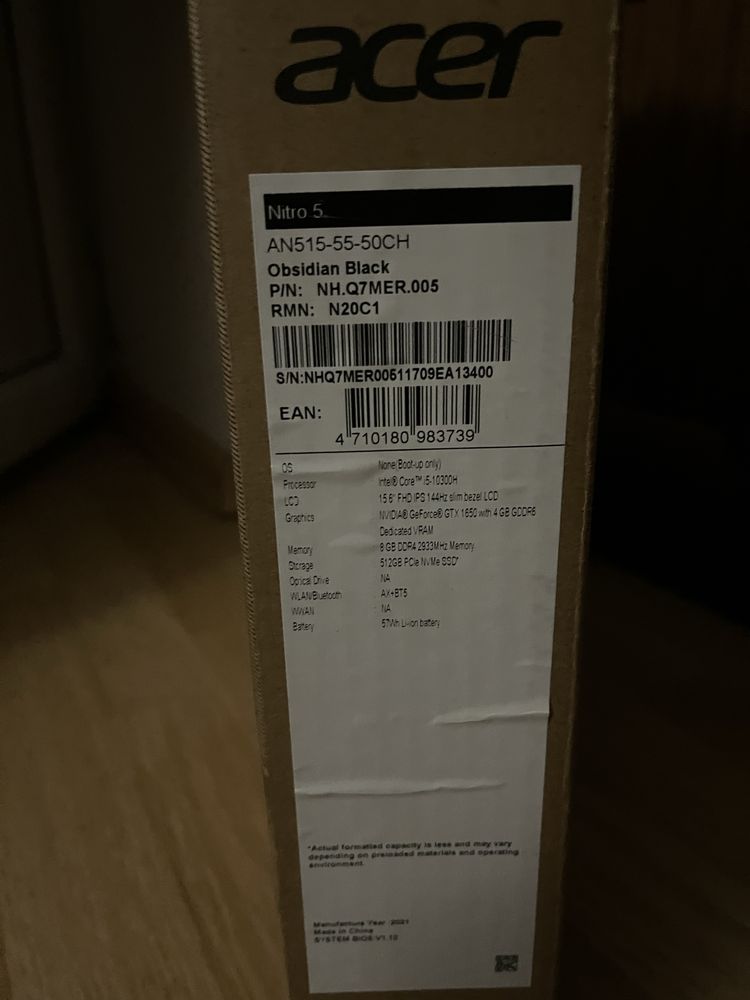 acer
Nitro 5
AN515-55-50CH
Obsidian Black
P/N: NH.Q7MER.005
RMN: N20C1
S/N:NHQ7MER00511709EA13400
EAN:
4 710180 983739
OS : None(Boot-up only)
Processor : Intel® Core™ i5-10300H
LCD : 15.6" FHD IPS 144Hz slim bezel LCD
Graphics : NVIDIA® GeForce® GTX 1650 with 4 GB GDDR6
Dedicated VRAM
Memory : 8 GB DDR4 2933MHz Memory
Storage : 512GB PCIe NVMe SSD*
Optical Drive : NA
WLAN/Bluetooth : AX+BT5
WWAN : NA
Battery : 57Wh Li-ion battery
*Actual formatted capacity is less and may vary
depending on preloaded materials and operating
environment
Manufacture Year :2021
Made in China
SYSTEM BIOS:V1.10